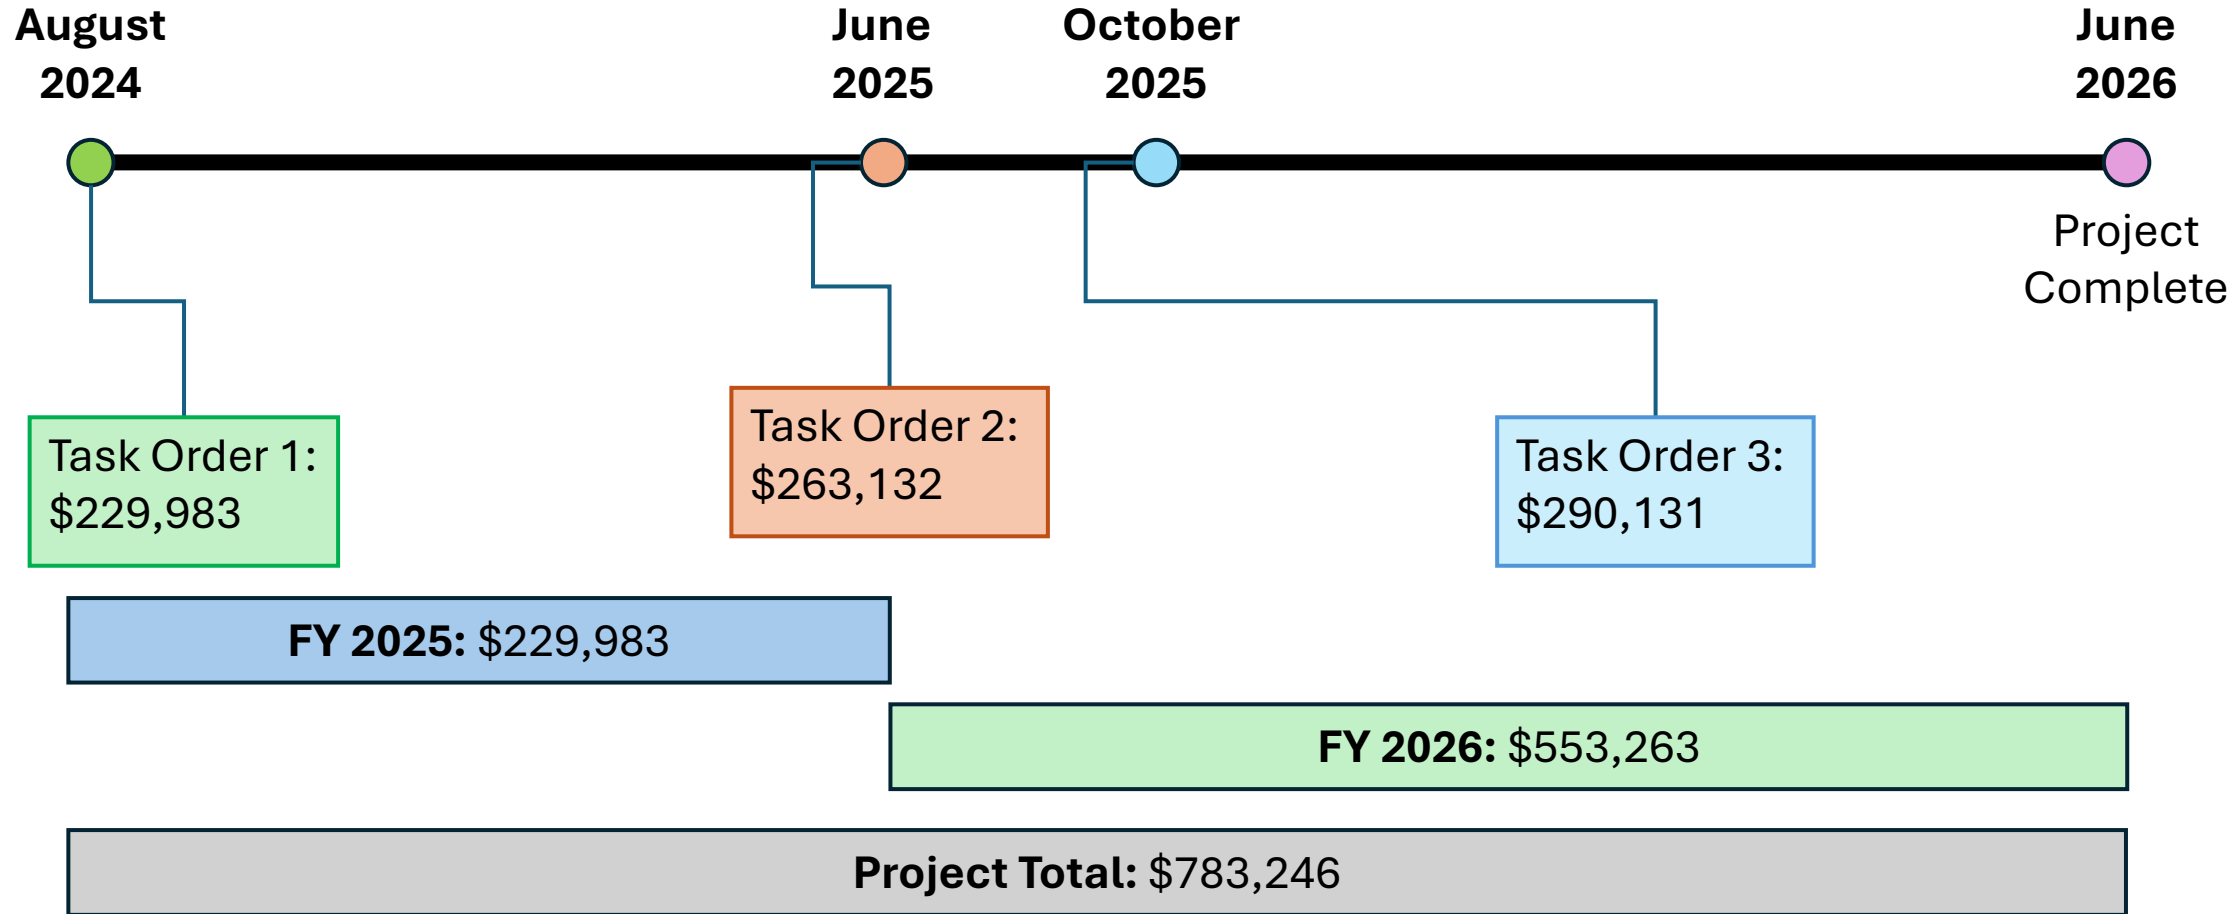 August
2024
June
2025
October
2025
June
2026
Project
Complete
Task Order 1:
$229,983
Task Order 2:
$263,132
Task Order 3:
$290,131
FY 2025: $229,983
FY 2026: $553,263
Project Total: $783,246